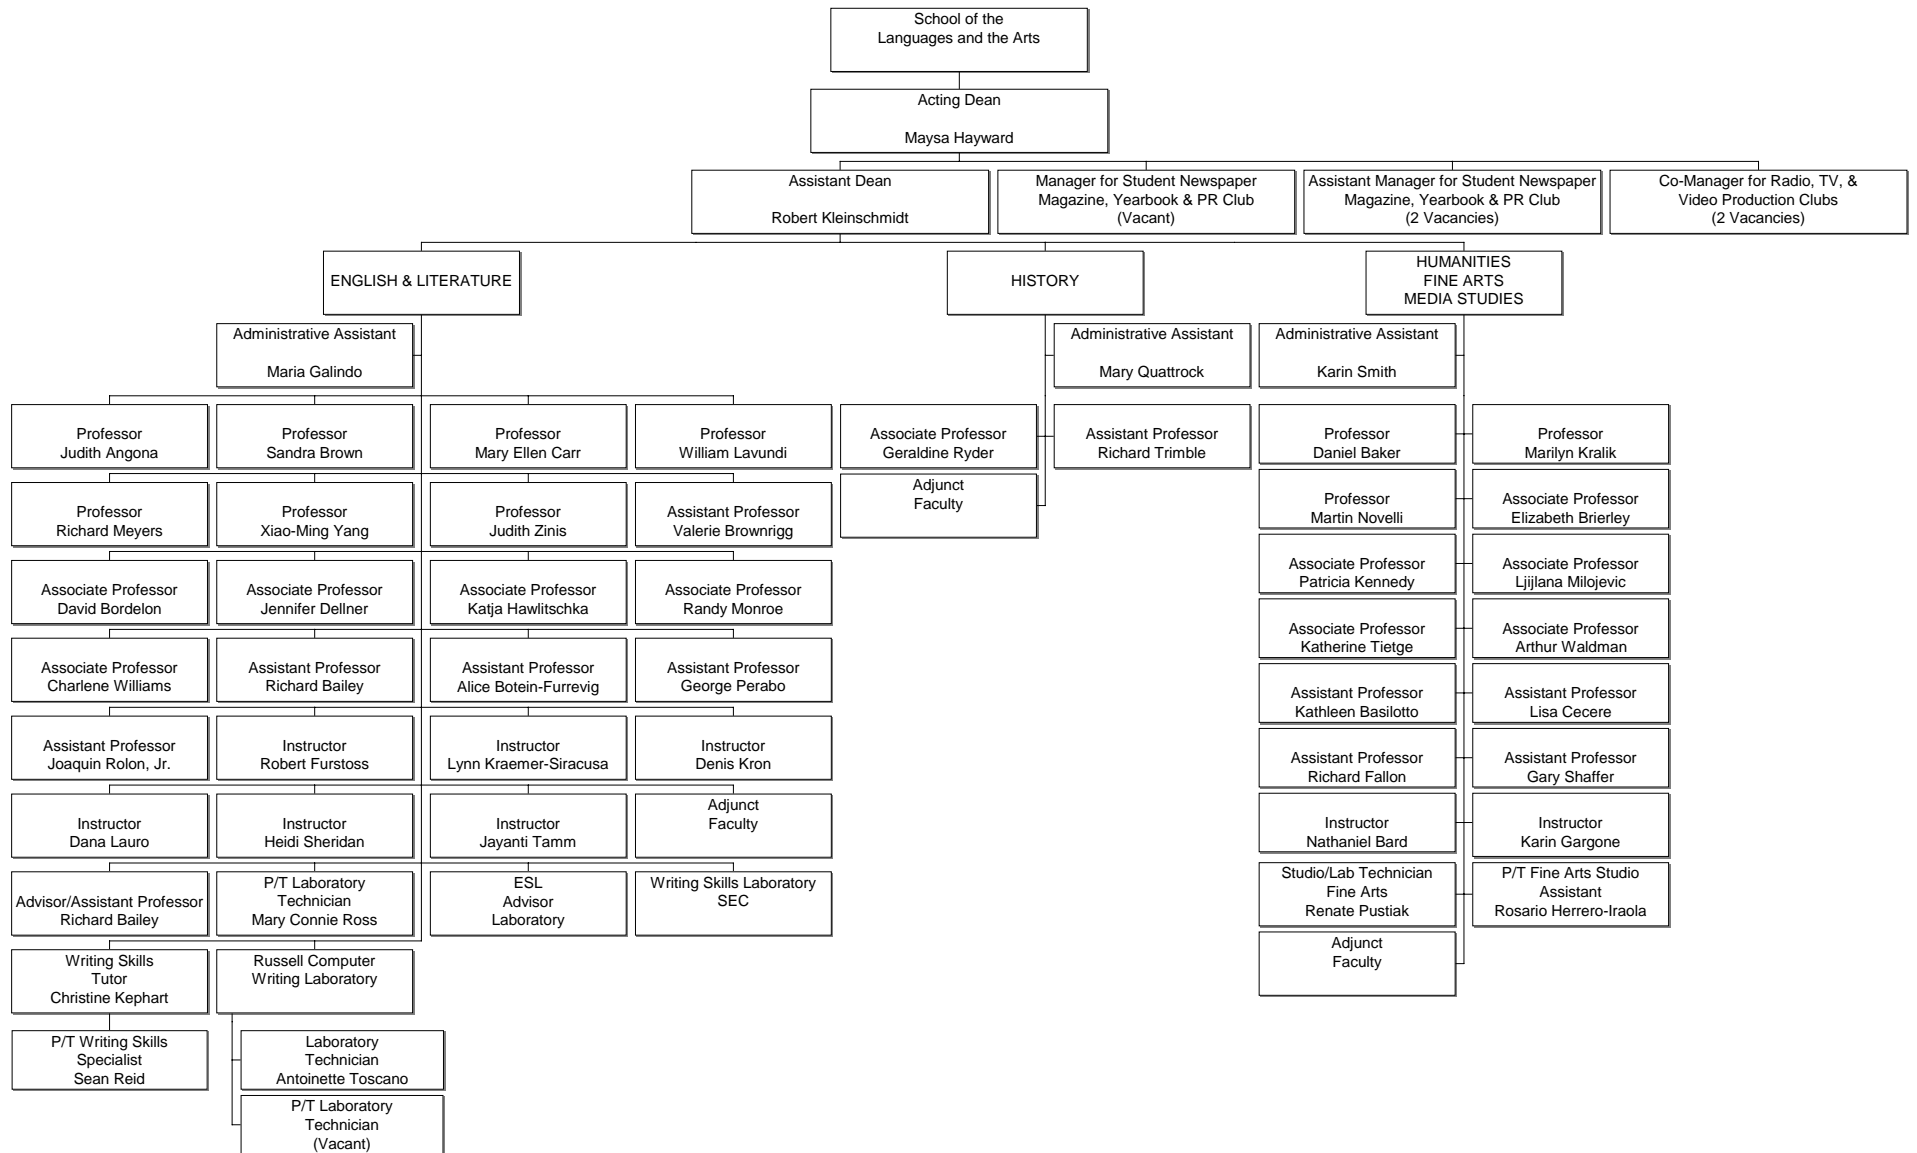 School of the
Languages and the Arts
Acting Dean
Maysa Hayward
Assistant Dean
Robert Kleinschmidt
Manager for Student Newspaper
Magazine, Yearbook & PR Club
(Vacant)
Assistant Manager for Student Newspaper
Magazine, Yearbook & PR Club
(2 Vacancies)
Co-Manager for Radio, TV, &
Video Production Clubs
(2 Vacancies)
ENGLISH & LITERATURE
HISTORY
HUMANITIES
FINE ARTS
MEDIA STUDIES
Administrative Assistant
Maria Galindo
Administrative Assistant
Mary Quattrock
Administrative Assistant
Karin Smith
Professor
Judith Angona
Professor
Sandra Brown
Professor
Mary Ellen Carr
Professor
William Lavundi
Associate Professor
Geraldine Ryder
Assistant Professor
Richard Trimble
Professor
Daniel Baker
Professor
Marilyn Kralik
Professor
Richard Meyers
Professor
Xiao-Ming Yang
Professor
Judith Zinis
Assistant Professor
Valerie Brownrigg
Adjunct
Faculty
Professor
Martin Novelli
Associate Professor
Elizabeth Brierley
Associate Professor
David Bordelon
Associate Professor
Jennifer Dellner
Associate Professor
Katja Hawlitschka
Associate Professor
Randy Monroe
Associate Professor
Patricia Kennedy
Associate Professor
Ljijlana Milojevic
Associate Professor
Charlene Williams
Assistant Professor
Richard Bailey
Assistant Professor
Alice Botein-Furrevig
Assistant Professor
George Perabo
Associate Professor
Katherine Tietge
Associate Professor
Arthur Waldman
Assistant Professor
Kathleen Basilotto
Assistant Professor
Lisa Cecere
Assistant Professor
Joaquin Rolon, Jr.
Instructor
Robert Furstoss
Instructor
Lynn Kraemer-Siracusa
Instructor
Denis Kron
Assistant Professor
Richard Fallon
Assistant Professor
Gary Shaffer
Instructor
Dana Lauro
Instructor
Heidi Sheridan
Instructor
Jayanti Tamm
Adjunct
Faculty
Instructor
Nathaniel Bard
Instructor
Karin Gargone
Advisor/Assistant Professor
Richard Bailey
P/T Laboratory
Technician
Mary Connie Ross
ESL
Advisor
Laboratory
Writing Skills Laboratory
SEC
Studio/Lab Technician
Fine Arts
Renate Pustiak
P/T Fine Arts Studio
Assistant
Rosario Herrero-Iraola
Writing Skills
Tutor
Christine Kephart
Russell Computer
Writing Laboratory
Adjunct
Faculty
P/T Writing Skills
Specialist
Sean Reid
Laboratory
Technician
Antoinette Toscano
P/T Laboratory
Technician
(Vacant)